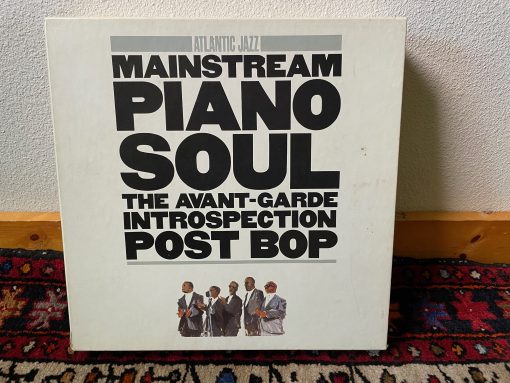 ATLANTIC JAZZ
MAINSTREAM
PIANO
SOUL
THE AVANT-GARDE
INTROSPECTION
POST BOP